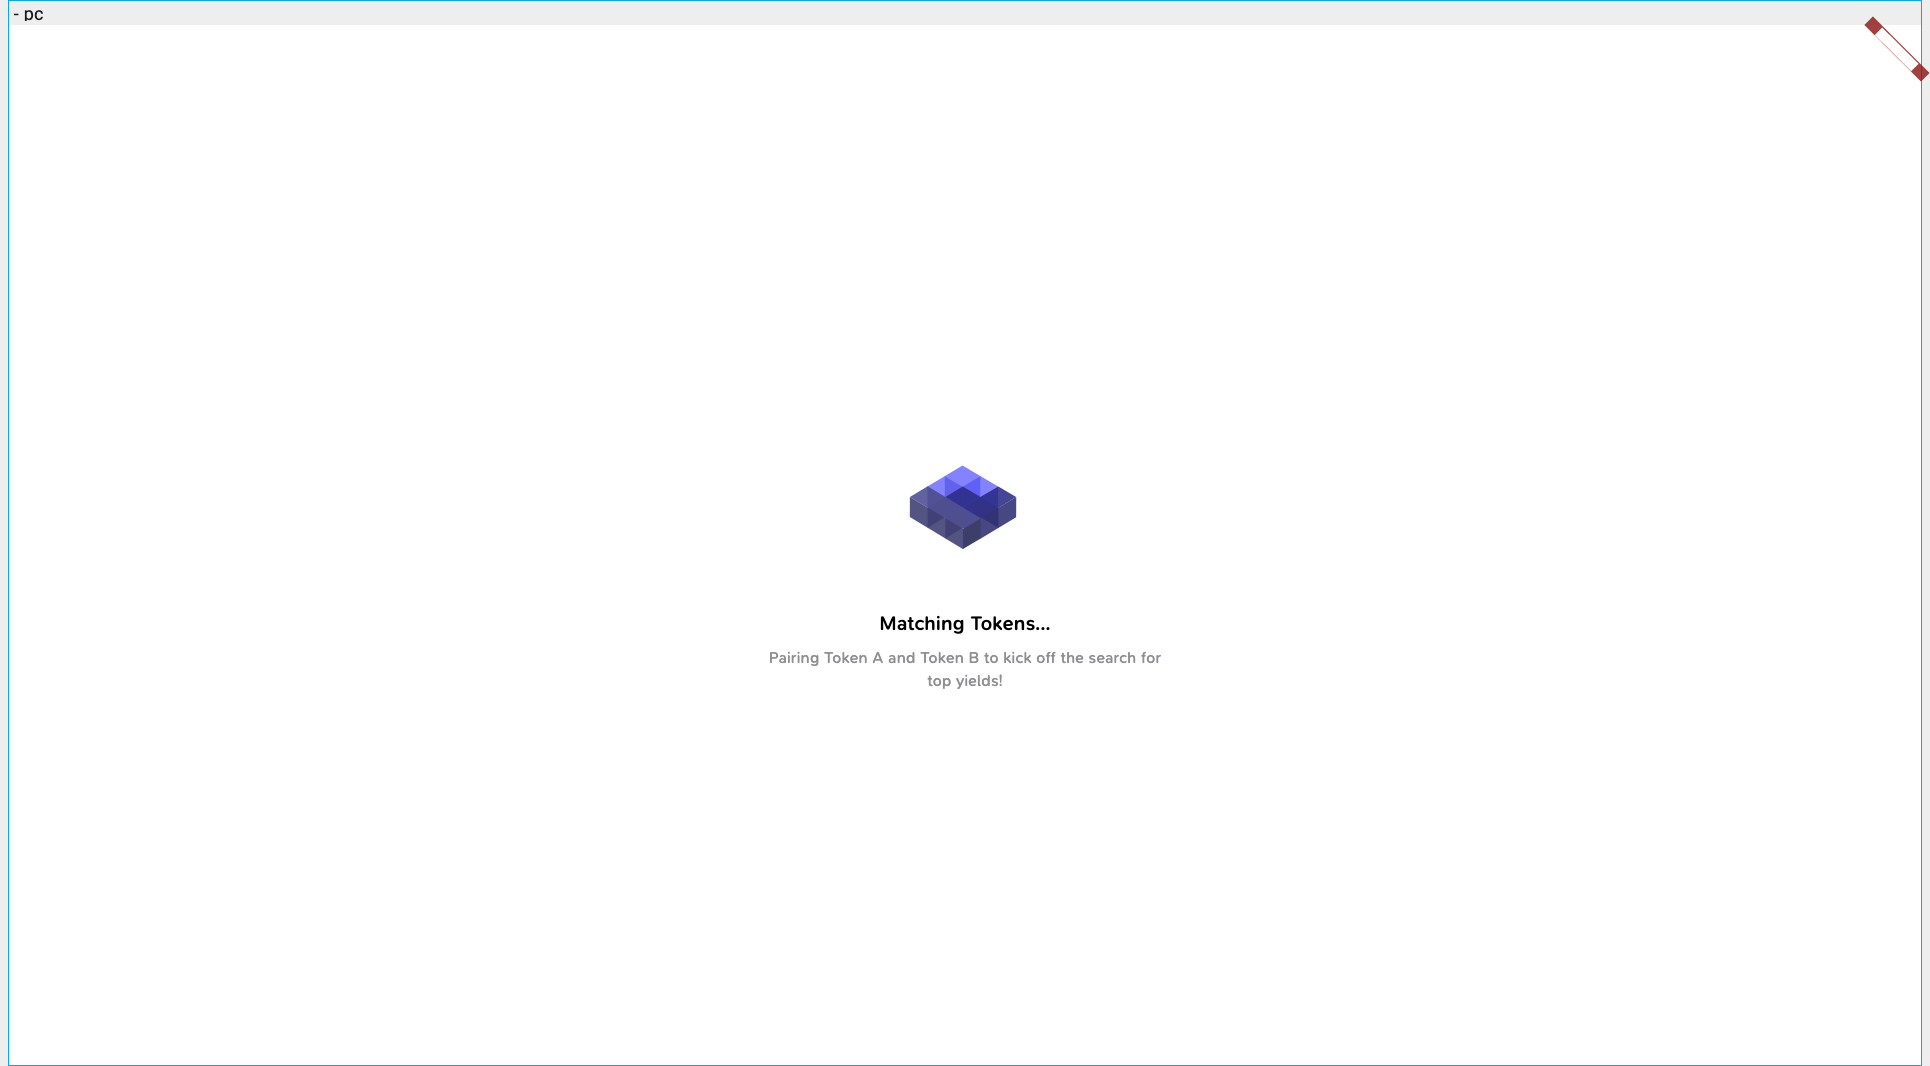 - pc
Matching Tokens...
Pairing Token A and Token B to kick off the search for
top yields!